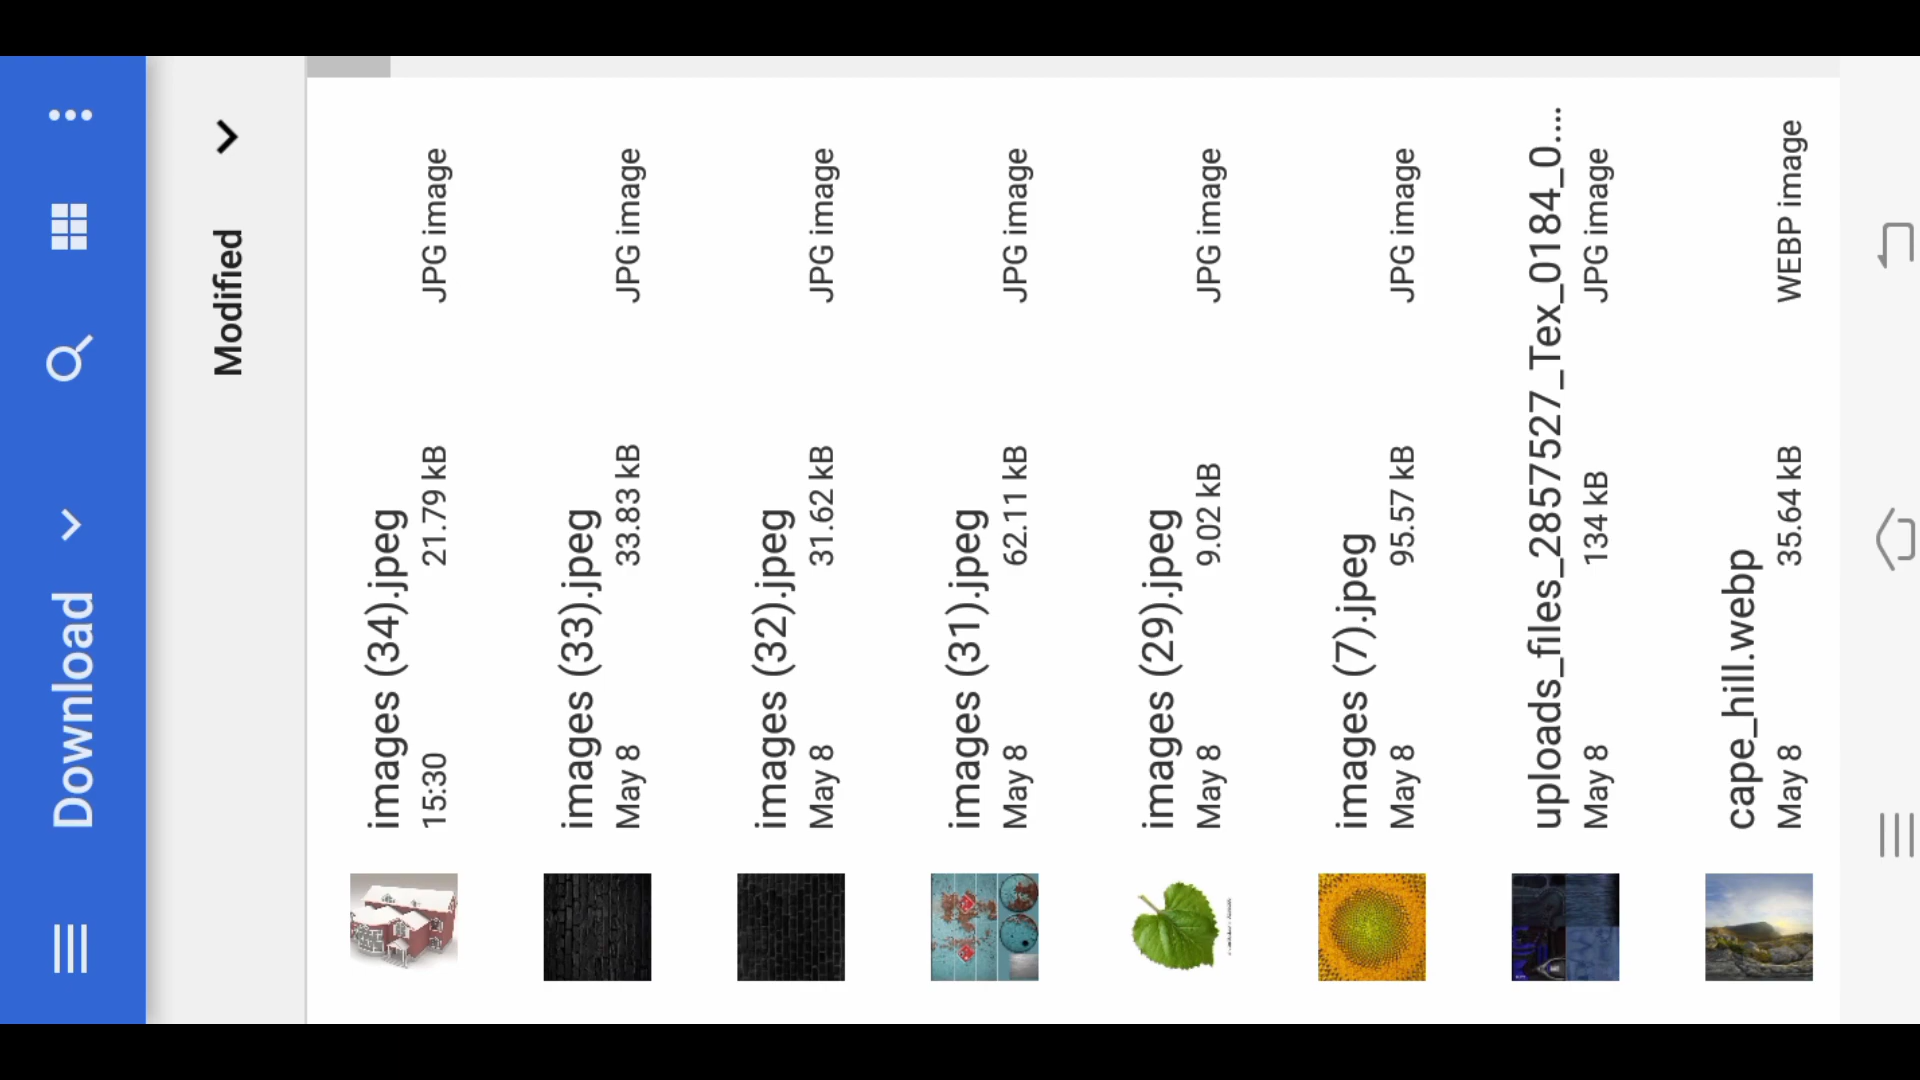 Download
Modified
images (34).jpeg
15:30 21.79 kB JPG image
images (33).jpeg
May 8 33.83 kB JPG image
images (32).jpeg
May 8 31.62 kB JPG image
images (31).jpeg
May 8 62.11 kB JPG image
images (29).jpeg
May 8 9.02 kB JPG image
images (7).jpeg
May 8 95.57 kB JPG image
uploads_files_2857527_Tex_0184_0....
May 8 134 kB JPG image
cape_hill.webp
May 8 35.64 kB WEBP image